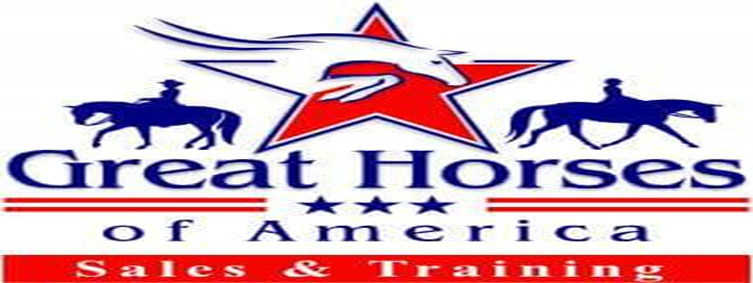 Great Horses
of America
Sales & Training